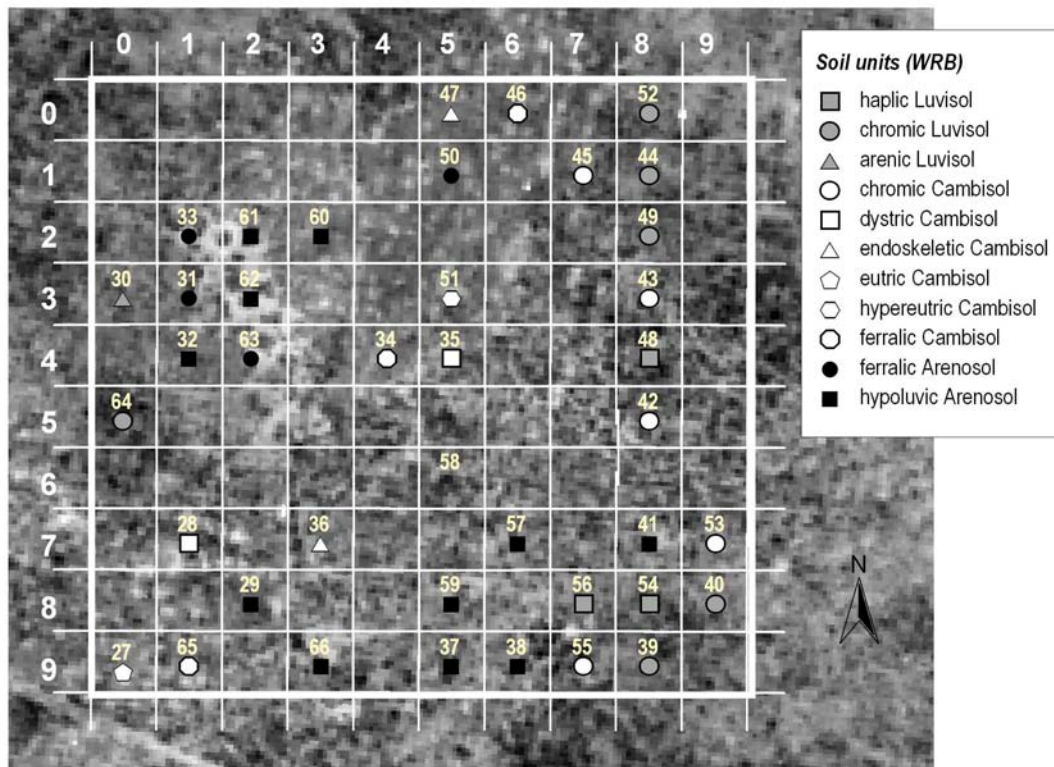 0 1 2 3 4 5 6 7 8 9
0 47 46 52
1 50 45 44
2 33 61 60 49
3 30 31 62 51 43
4 32 63 34 35 48
5 64 42
6 58
7 28 36 57 41 53
8 29 59 56 54 40
9 27 65 66 37 38 55 39
Soil units (WRB)
haplic Luvisol
chromic Luvisol
arenic Luvisol
chromic Cambisol
dystric Cambisol
endoskeletic Cambisol
eutric Cambisol
hypereutric Cambisol
ferralic Cambisol
ferralic Arenosol
hypoluvic Arenosol
N